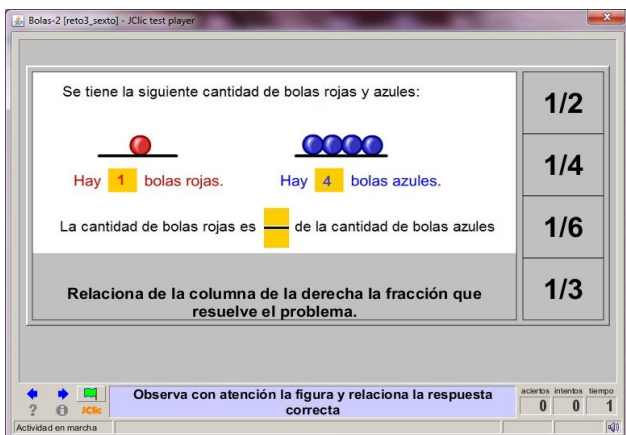 Bolas-2 [reto3_sexto] - JClic test player
Se tiene la siguiente cantidad de bolas rojas y azules:
Hay 1 bolas rojas.
Hay 4 bolas azules.
La cantidad de bolas rojas es de la cantidad de bolas azules
Relaciona de la columna de la derecha la fracción que
resuelve el problema.
1/2
1/4
1/6
1/3
JClic
Observa con atención la figura y relaciona la respuesta
correcta
aciertos intentos tiempo
0 0 1
Actividad en marcha